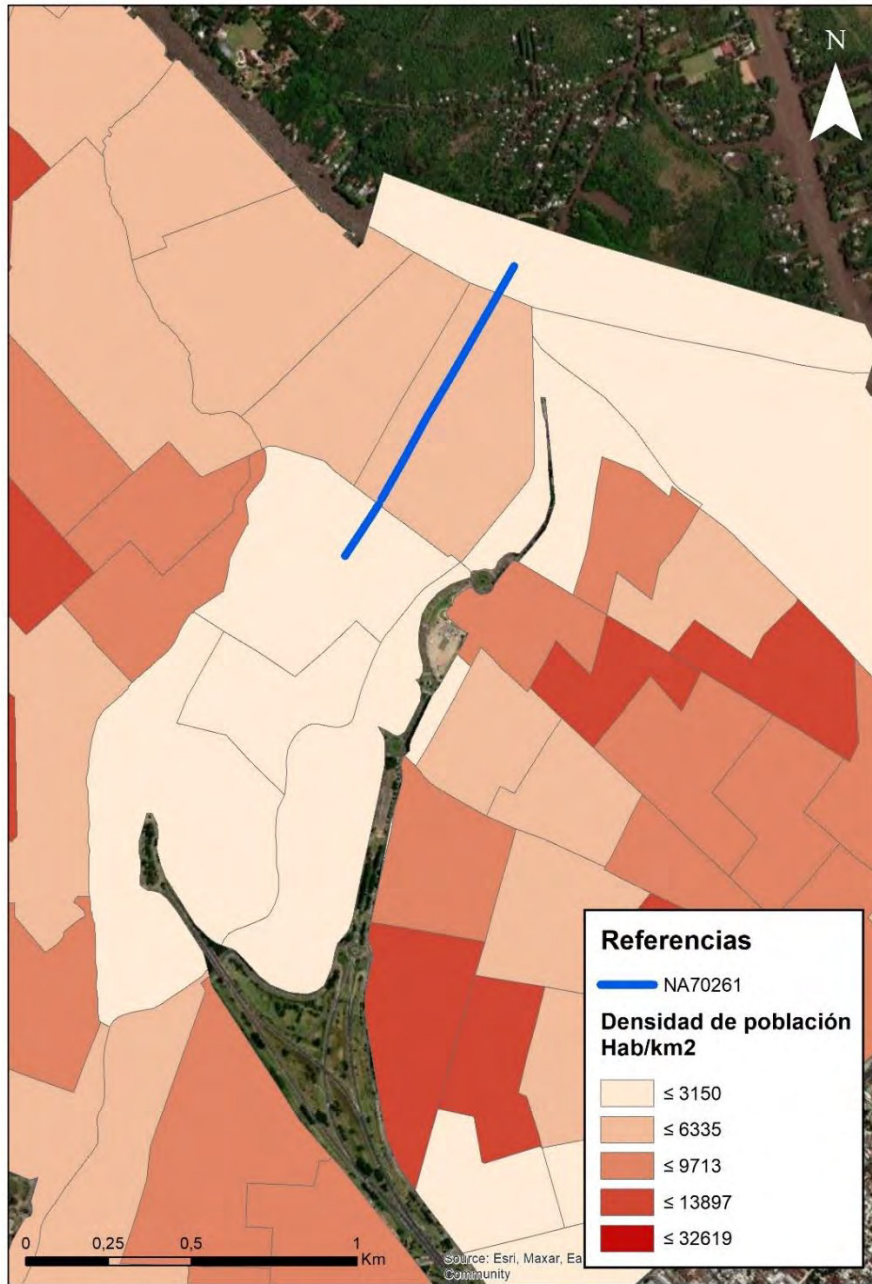 N
Referencias
NA70261
Densidad de población
Hab/km2
≤ 3150
≤ 6335
≤ 9713
≤ 13897
≤ 32619
0 0,25 0,5 1
Km
Source: Esri, Maxar, Ea
Community